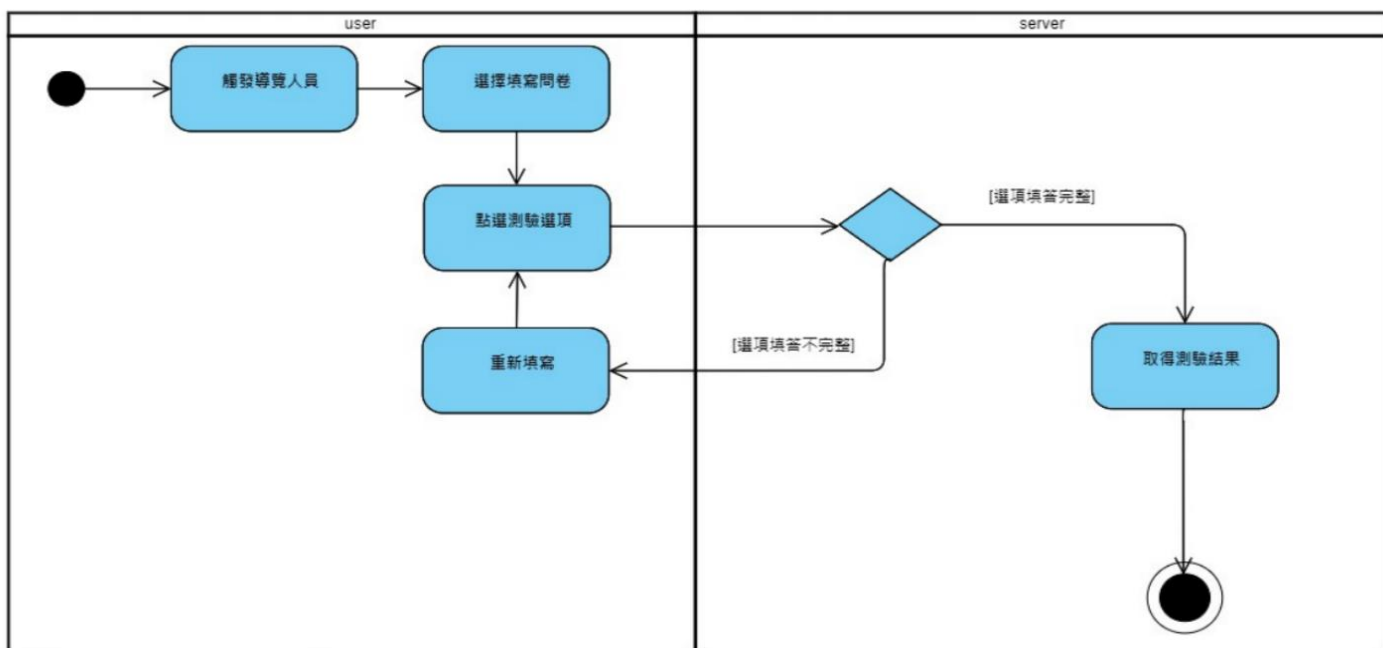 user
server
觸發導覽人員
選擇填寫問卷
點選測驗選項
[選項填答完整]
[選項填答不完整]
重新填寫
取得測驗結果